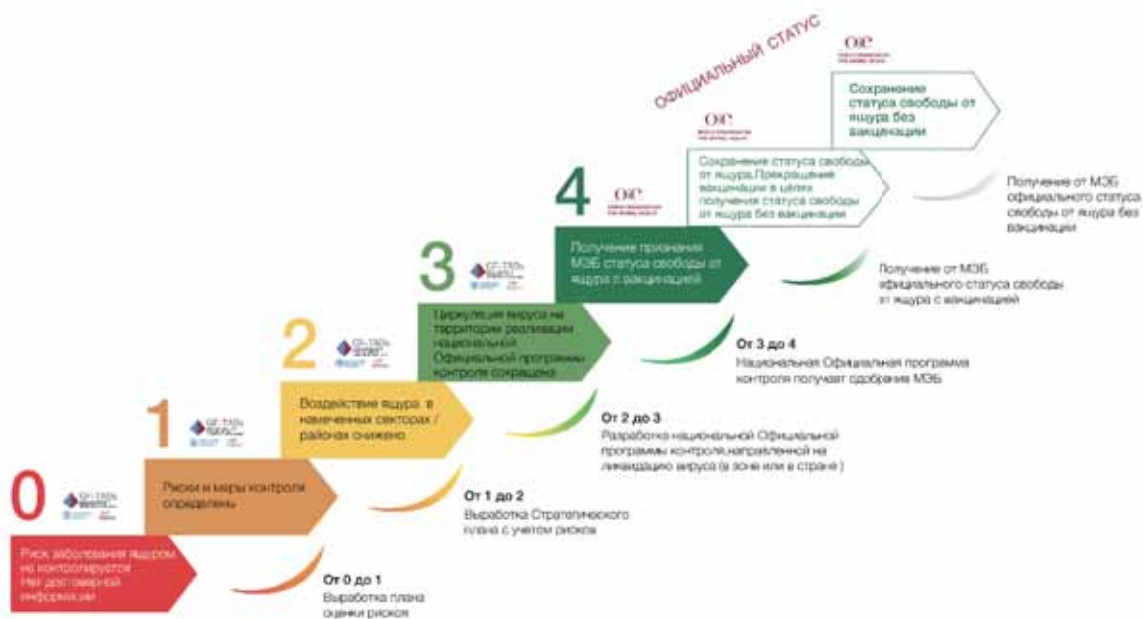 ОФИЦИАЛЬНЫЙ СТАТУС
Сохранение
статуса свободы от
ящура без
вакцинации
Сохранение статуса свободы
от ящура.Прекращение
вакцинации в целях
получения статуса свободы
от ящура без вакцинации
Получение от МЭБ
официального статуса
свободы от ящура без
вакцинации
4
Получение признания
МЭБ статуса свободы от
ящура с вакцинацией
Получение от МЭБ
официального статуса свободы
от ящура с вакцинацией
3
Циркуляция вируса на
территории реализации
национальной
Официальной программы
контроля сокращена
От 3 до 4
Национальная Официальная программа
контроля получает одобрение МЭБ
2
Воздействие ящура в
намеченных секторах /
районах снижено
От 2 до 3
Разработка национальной Официальной
программы контроля,направленной на
ликвидацию вируса (в зоне или в стране )
1
Риски и меры контроля
определены
От 1 до 2
Выработка Стратегического
плана с учетом рисков
0
Риск заболевания ящуром
не контролируется
Нет достоверной
информации
От 0 до 1
Выработка плана
оценки рисков